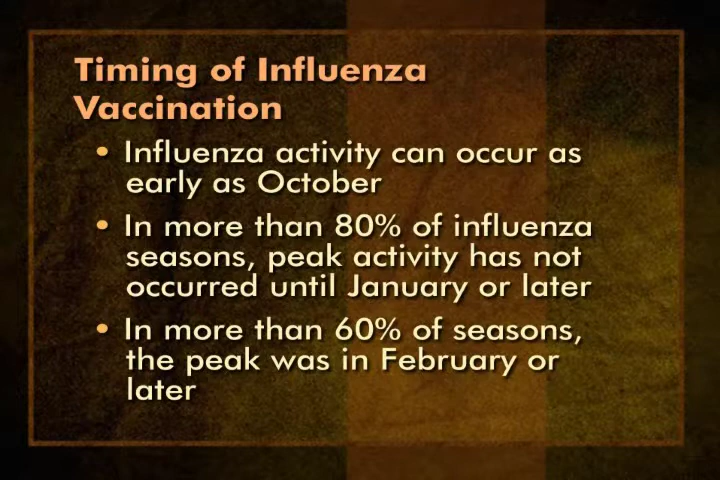 Timing of Influenza
Vaccination
• Influenza activity can occur as
early as October
• In more than 80% of influenza
seasons, peak activity has not
occurred until January or later
• In more than 60% of seasons,
the peak was in February or
later